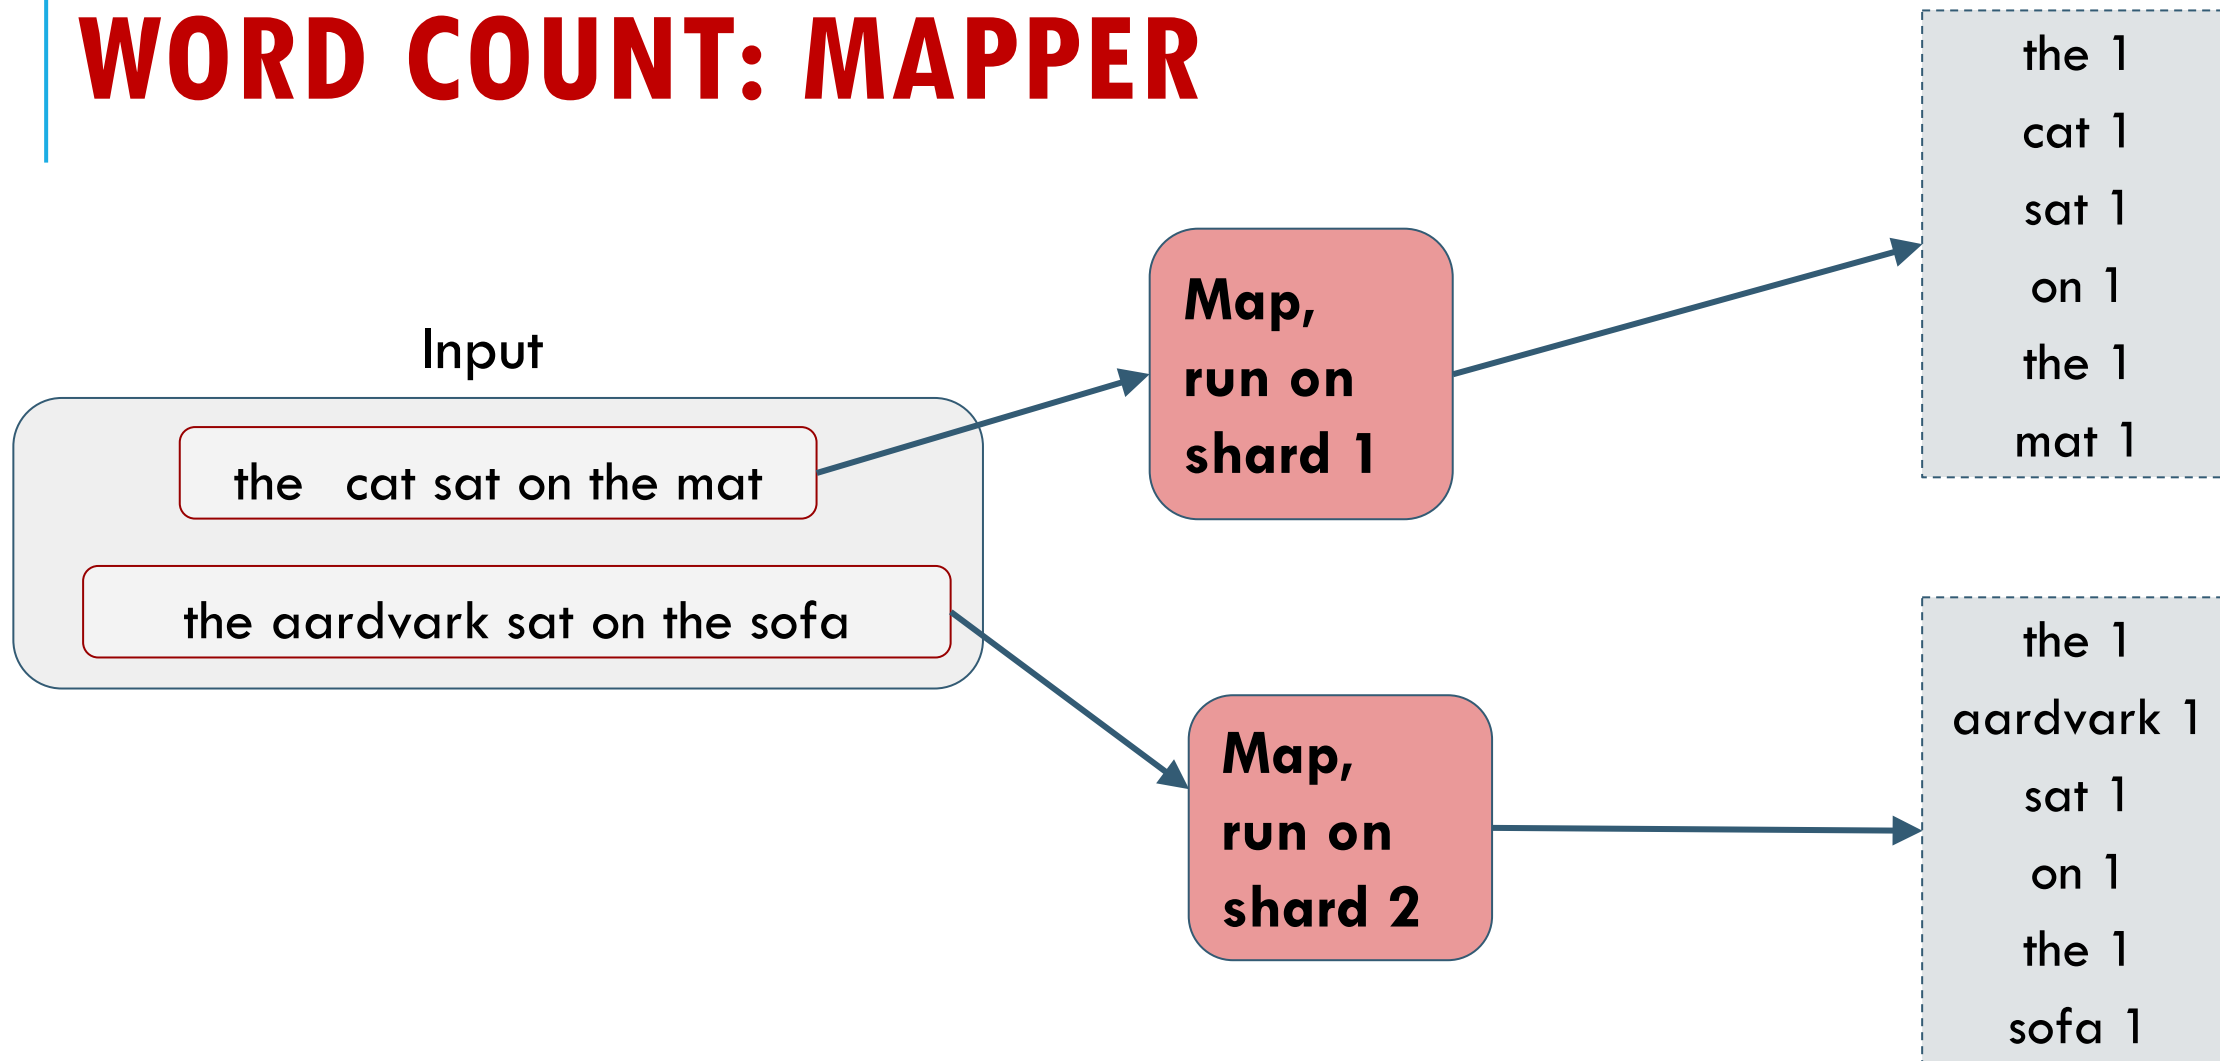 WORD COUNT: MAPPER
Input
the cat sat on the mat
the aardvark sat on the sofa
Map,
run on
shard 1
Map,
run on
shard 2
the 1
cat 1
sat 1
on 1
the 1
mat 1
the 1
aardvark 1
sat 1
on 1
the 1
sofa 1